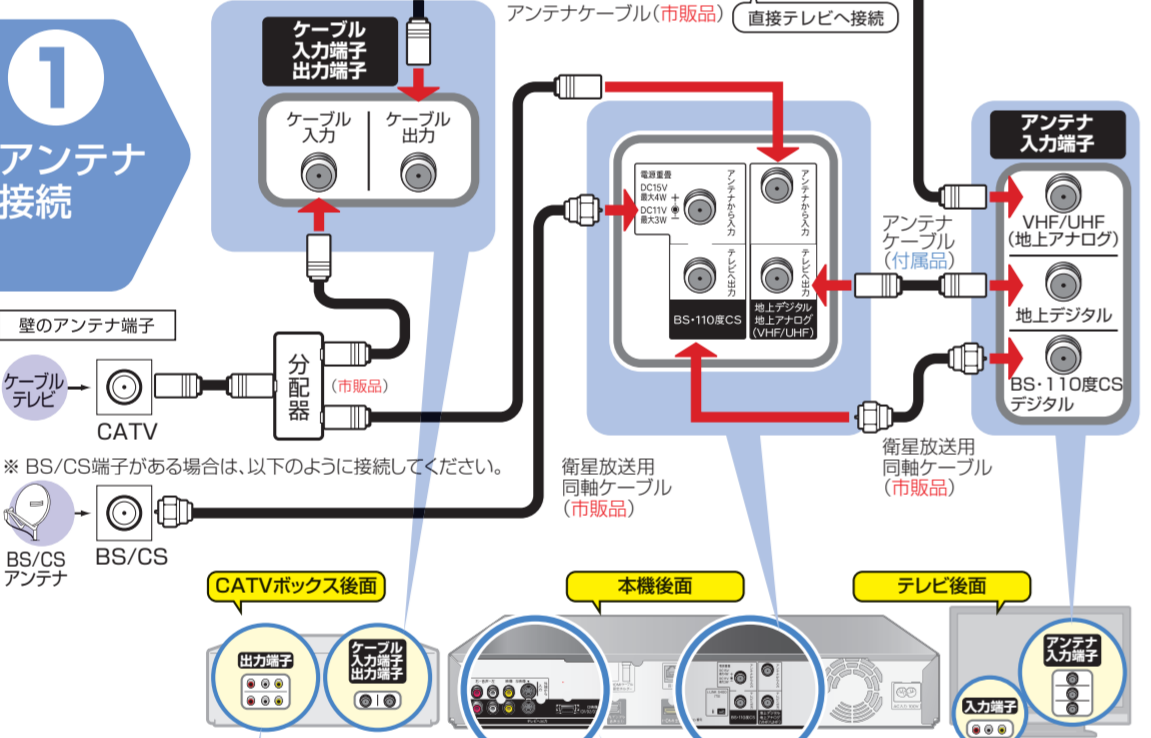 アンテナケーブル(市販品)
直接テレビへ接続
1
アンテナ
接続
ケーブル
入力端子
出力端子
ケーブル
入力
ケーブル
出力
電源重畳
DC15V
最大4W
DC11V
最大3W
+
−
アンテナから入力
アンテナから入力
テレビへ出力
テレビへ出力
BS・110度CS
地上デジタル
地上アナログ
(VHF/UHF)
アンテナ
入力端子
VHF/UHF
(地上アナログ)
地上デジタル
BS・110度CS
デジタル
アンテナ
ケーブル
(付属品)
壁のアンテナ端子
ケーブル
テレビ
CATV
分配器
(市販品)
※ BS/CS端子がある場合は、以下のように接続してください。
BS/CS
アンテナ
BS/CS
衛星放送用
同軸ケーブル
(市販品)
衛星放送用
同軸ケーブル
(市販品)
CATVボックス後面
本機後面
テレビ後面
出力端子
ケーブル
入力端子
出力端子
BS・110度CS
アンテナ
入力端子
入力端子